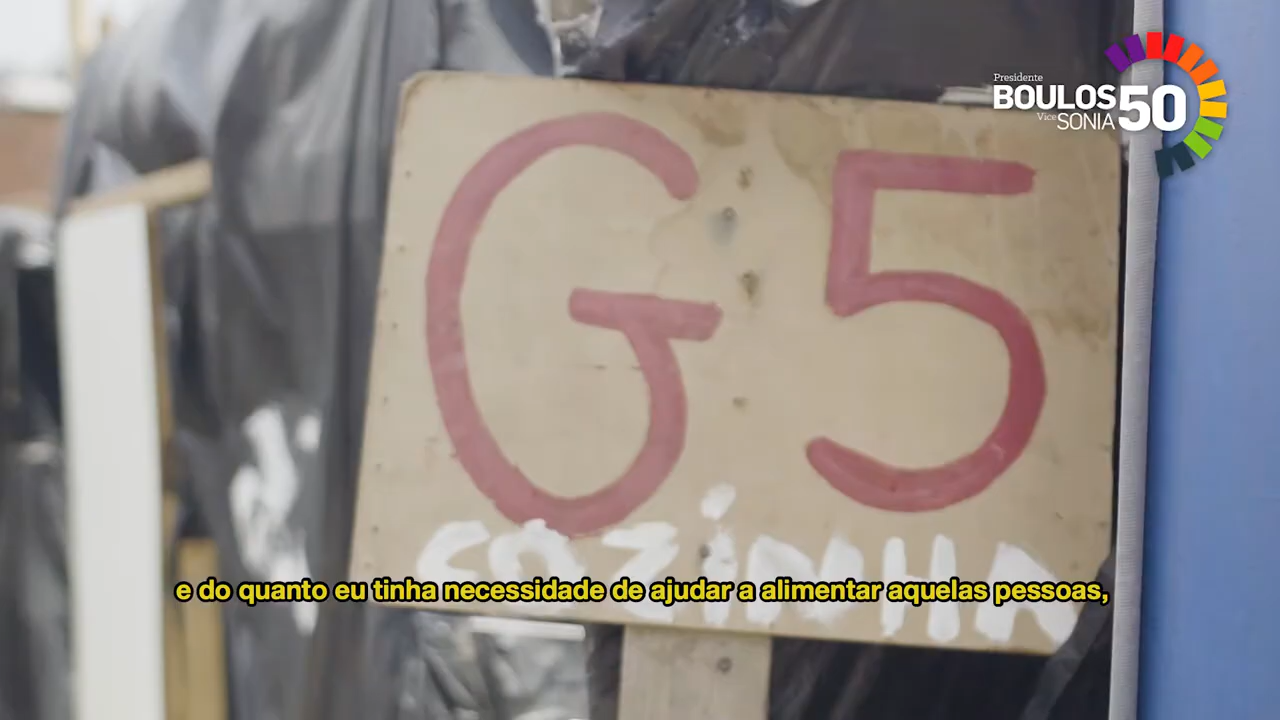 Presidente
BOULOS 50
Vice SONIA
G5
COZINHA
e do quanto eu tinha necessidade de ajudar a alimentar aquelas pessoas,